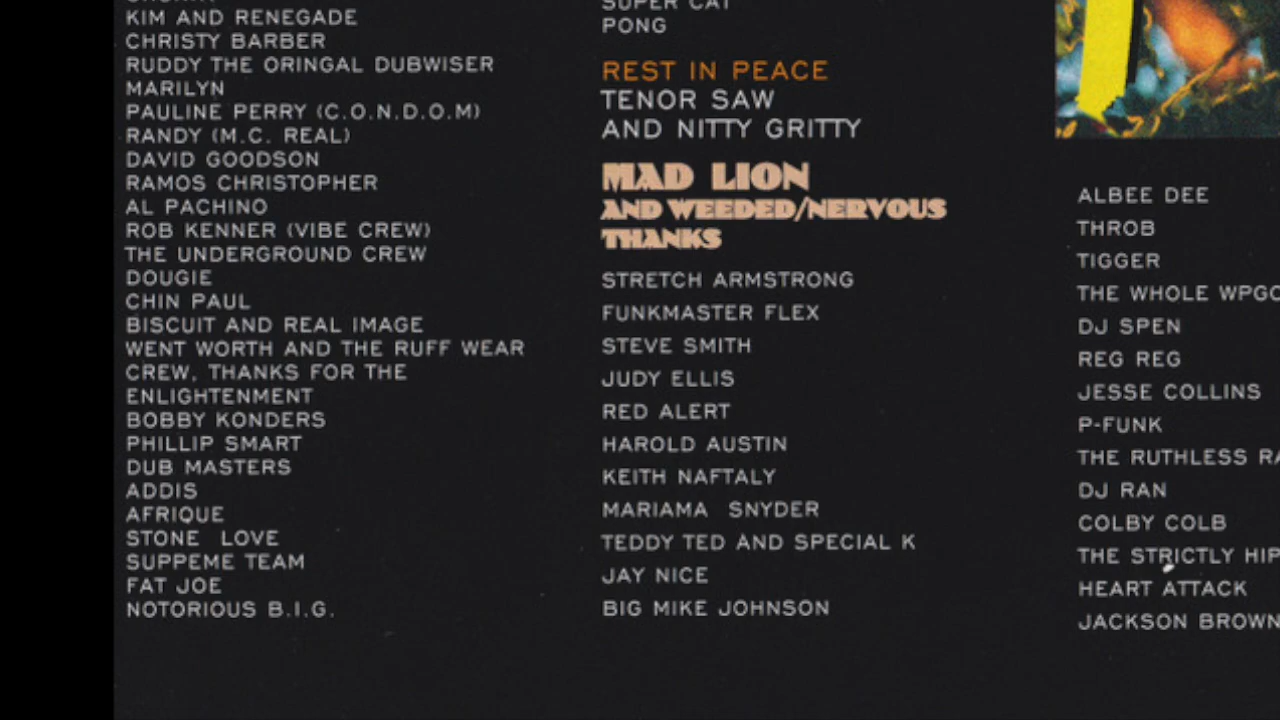 KIM AND RENEGADE
CHRISTY BARBER
RUDDY THE ORINGAL DUBWISER
MARILYN
PAULINE PERRY (C.O.N.D.O.M)
RANDY (M.C. REAL)
DAVID GOODSON
RAMOS CHRISTOPHER
AL PACHINO
ROB KENNER (VIBE CREW)
THE UNDERGROUND CREW
DOUGIE
CHIN PAUL
BISCUIT AND REAL IMAGE
WENT WORTH AND THE RUFF WEAR
CREW, THANKS FOR THE
ENLIGHTENMENT
BOBBY KONDERS
PHILLIP SMART
DUB MASTERS
ADDIS
AFRIQUE
STONE LOVE
SUPPEME TEAM
FAT JOE
NOTORIOUS B.I.G.
SUPER CAT
PONG
REST IN PEACE
TENOR SAW
AND NITTY GRITTY
MAD LION
AND WEEDED/NERVOUS
THANKS
STRETCH ARMSTRONG
FUNKMASTER FLEX
STEVE SMITH
JUDY ELLIS
RED ALERT
HAROLD AUSTIN
KEITH NAFTALY
MARIAMA SNYDER
TEDDY TED AND SPECIAL K
JAY NICE
BIG MIKE JOHNSON
ALBEE DEE
THROB
TIGGER
THE WHOLE WPGC
DJ SPEN
REG REG
JESSE COLLINS
P-FUNK
THE RUTHLESS RA
DJ RAN
COLBY COLB
THE STRICTLY HIP
HEART ATTACK
JACKSON BROWN